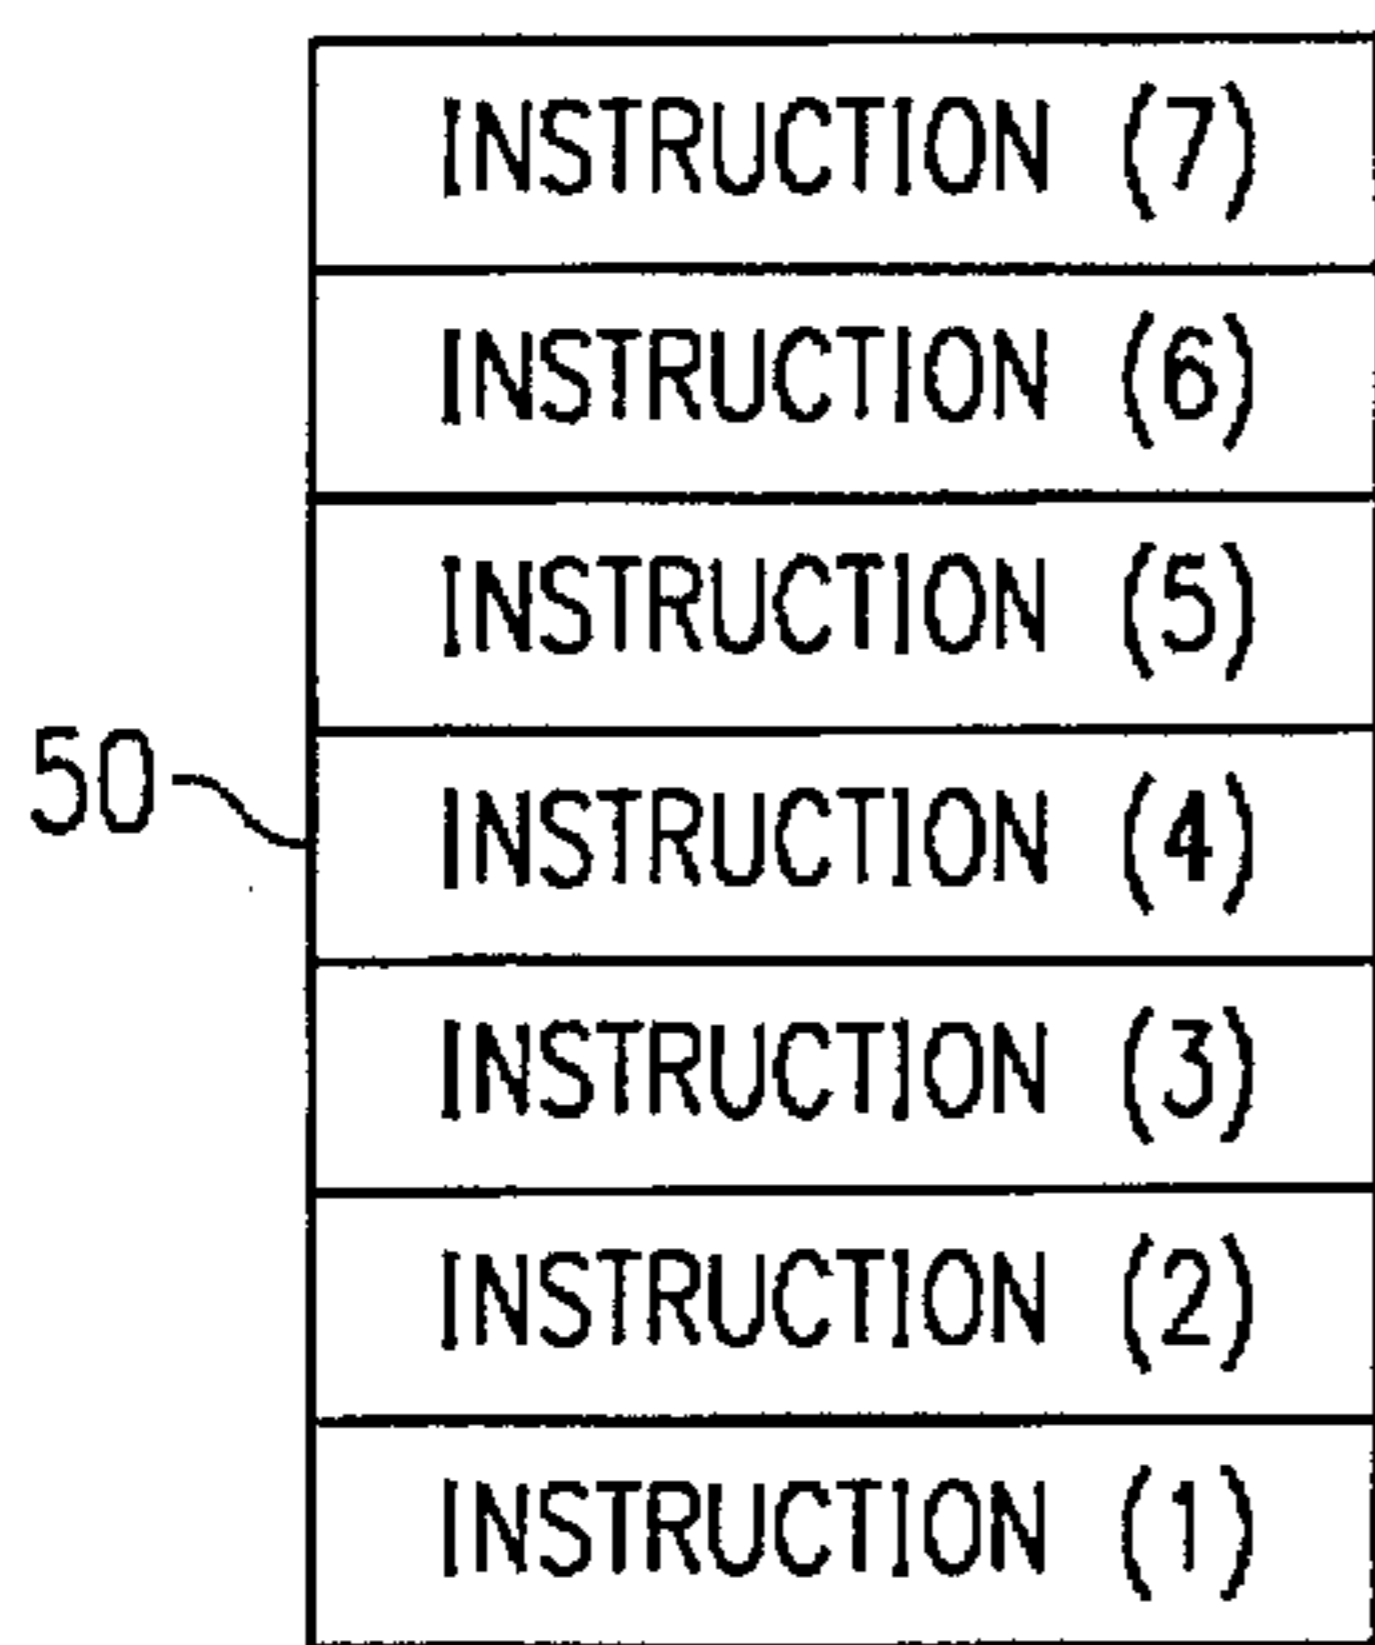 INSTRUCTION (7)
INSTRUCTION (6)
INSTRUCTION (5)
50
INSTRUCTION (4)
INSTRUCTION (3)
INSTRUCTION (2)
INSTRUCTION (1)